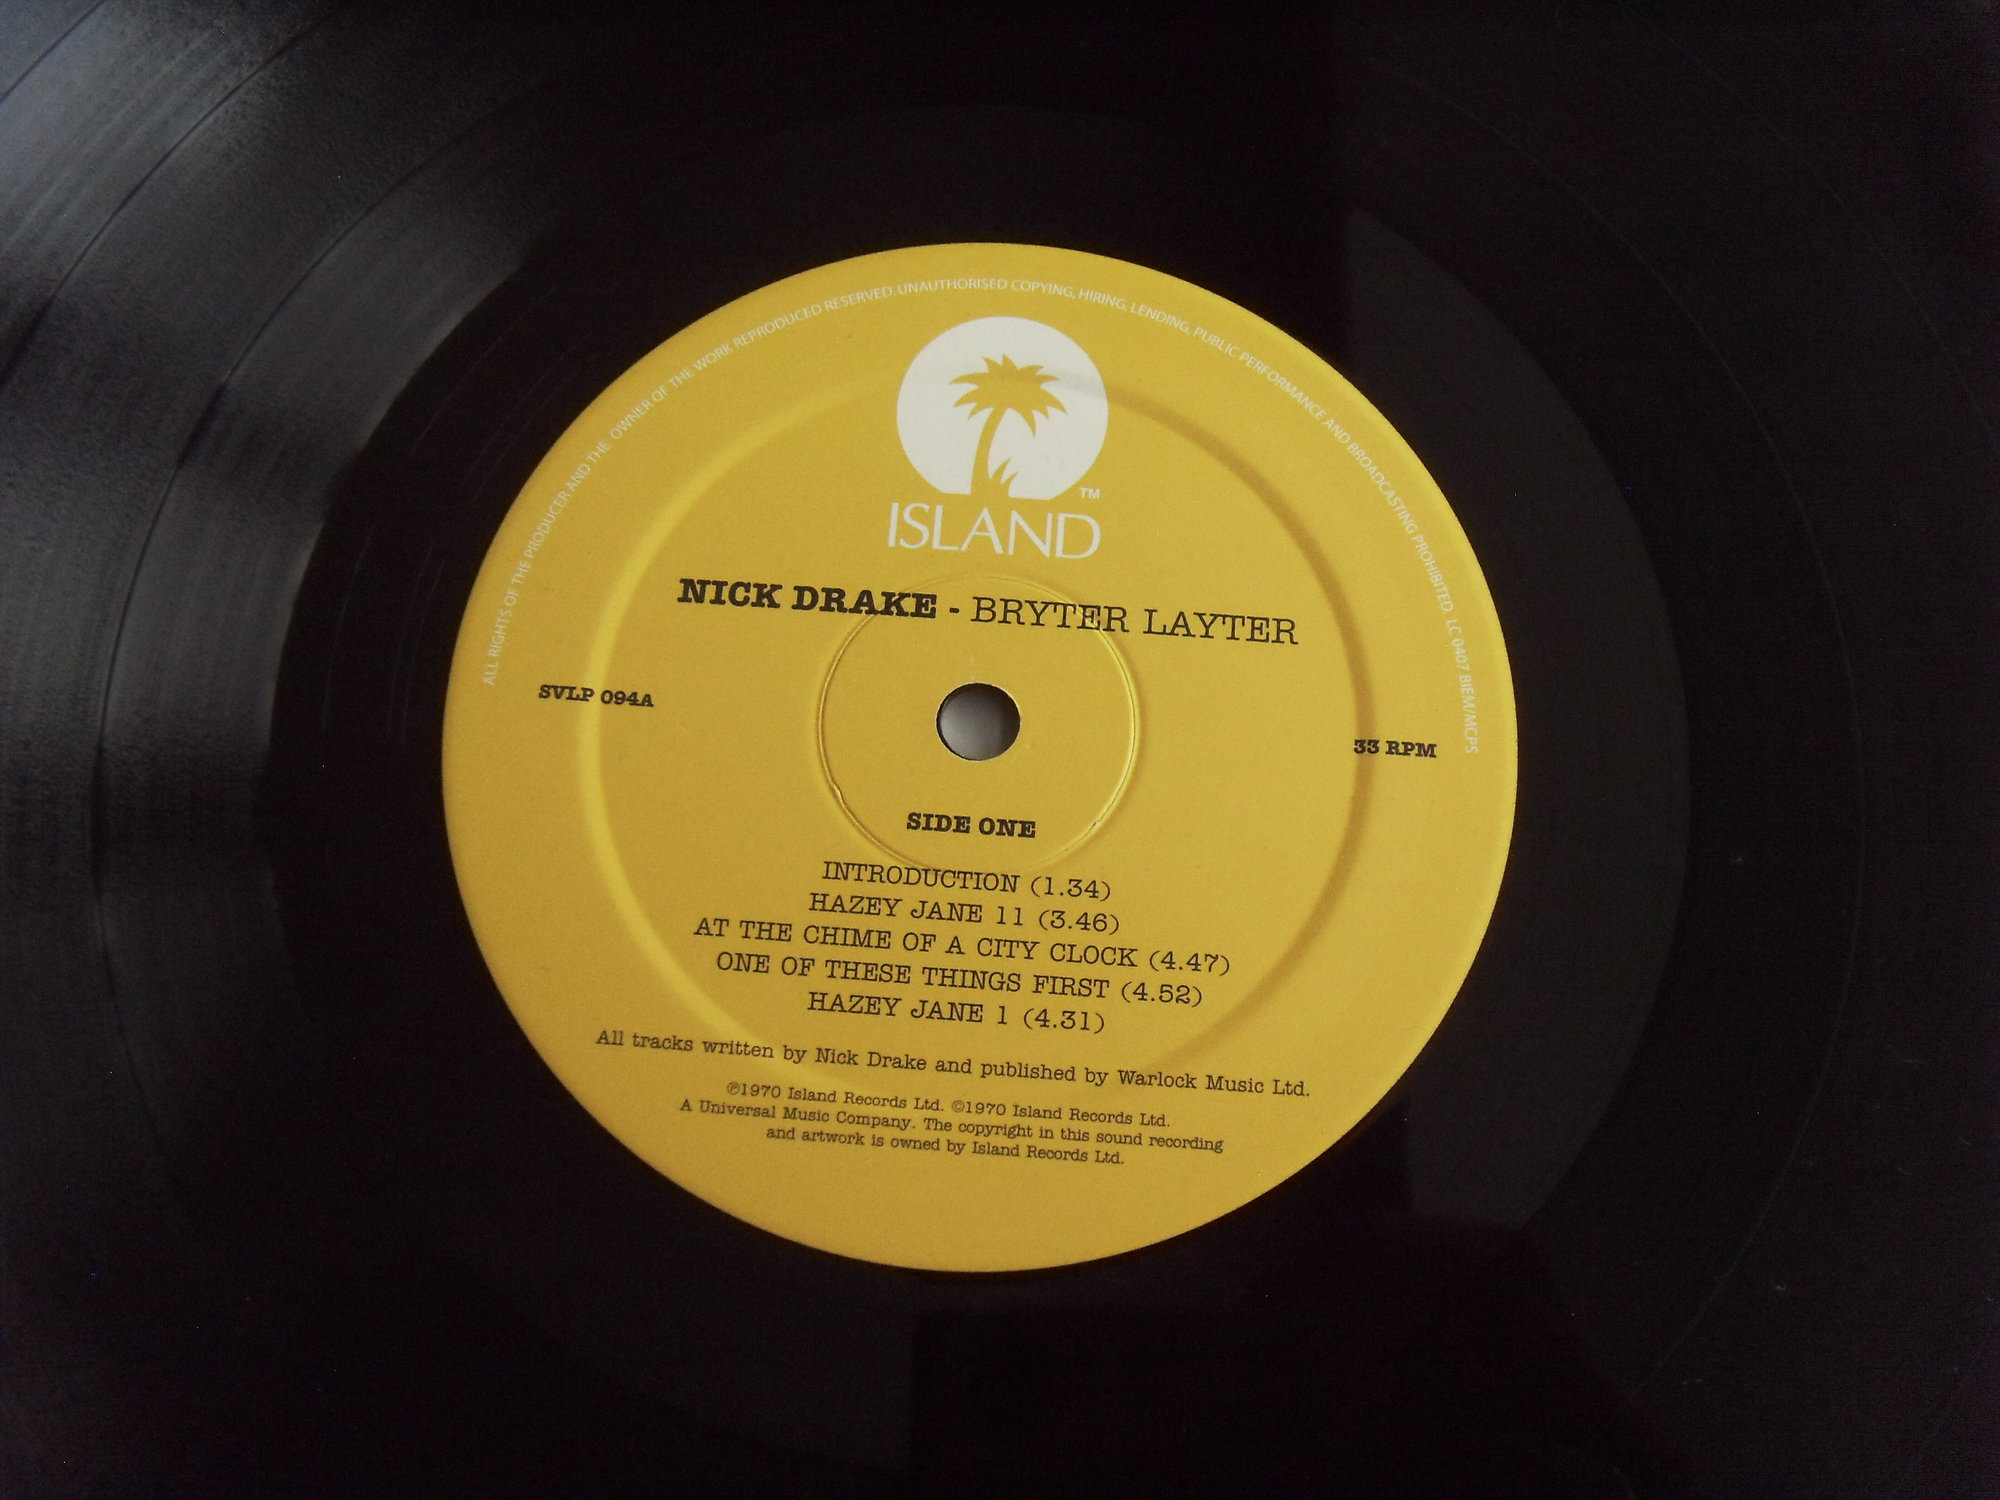 ALL RIGHTS OF THE PRODUCER AND THE OWNER OF THE WORK REPRODUCED RESERVED. UNAUTHORISED COPYING, HIRING, LENDING, PUBLIC PERFORMANCE AND BROADCASTING PROHIBITED. LC 0407 BIEM/MCPS
TM
ISLAND
NICK DRAKE - BRYTER LAYTER
SVLP 094A
33 RPM
SIDE ONE
INTRODUCTION (1.34)
HAZEY JANE 11 (3.46)
AT THE CHIME OF A CITY CLOCK (4.47)
ONE OF THESE THINGS FIRST (4.52)
HAZEY JANE 1 (4.31)
All tracks written by Nick Drake and published by Warlock Music Ltd.
℗1970 Island Records Ltd. ©1970 Island Records Ltd.
A Universal Music Company. The copyright in this sound recording
and artwork is owned by Island Records Ltd.